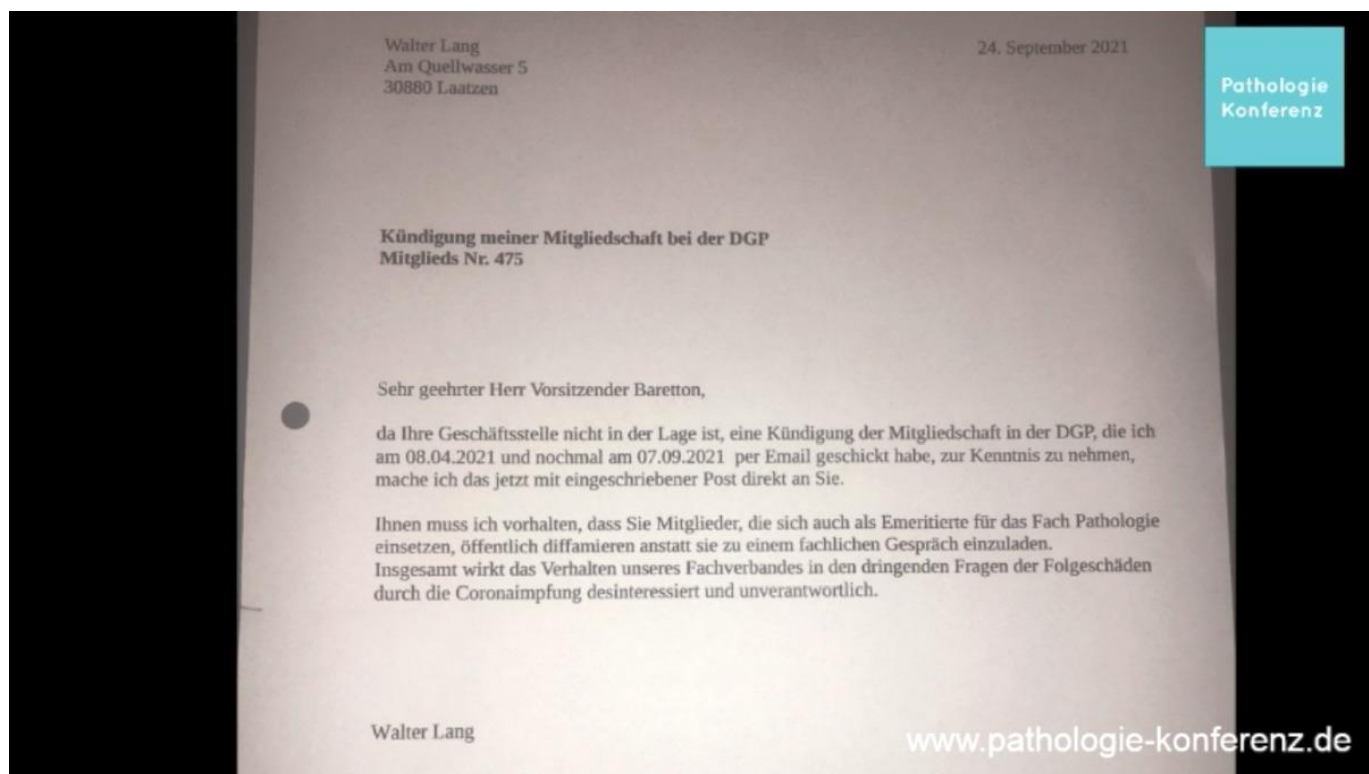 Walter Lang
Am Quellwasser 5
30880 Laatzen
24. September 2021
Pathologie
Konferenz
Kündigung meiner Mitgliedschaft bei der DGP
Mitglieds Nr. 475
Sehr geehrter Herr Vorsitzender Baretton,
da Ihre Geschäftsstelle nicht in der Lage ist, eine Kündigung der Mitgliedschaft in der DGP, die ich
am 08.04.2021 und nochmal am 07.09.2021 per Email geschickt habe, zur Kenntnis zu nehmen,
mache ich das jetzt mit eingeschriebener Post direkt an Sie.
Ihnen muss ich vorhalten, dass Sie Mitglieder, die sich auch als Emeritierte für das Fach Pathologie
einsetzen, öffentlich diffamieren anstatt sie zu einem fachlichen Gespräch einzuladen.
Insgesamt wirkt das Verhalten unseres Fachverbandes in den dringenden Fragen der Folgeschäden
durch die Coronaimpfung desinteressiert und unverantwortlich.
Walter Lang
www.pathologie-konferenz.de